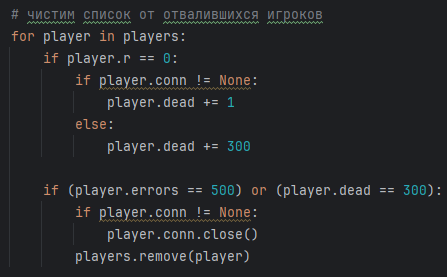 # чистим список от отвалившихся игроков
for player in players:
    if player.r == 0:
        if player.conn != None:
            player.dead += 1
        else:
            player.dead += 300

    if (player.errors == 500) or (player.dead == 300):
        if player.conn != None:
            player.conn.close()
        players.remove(player)